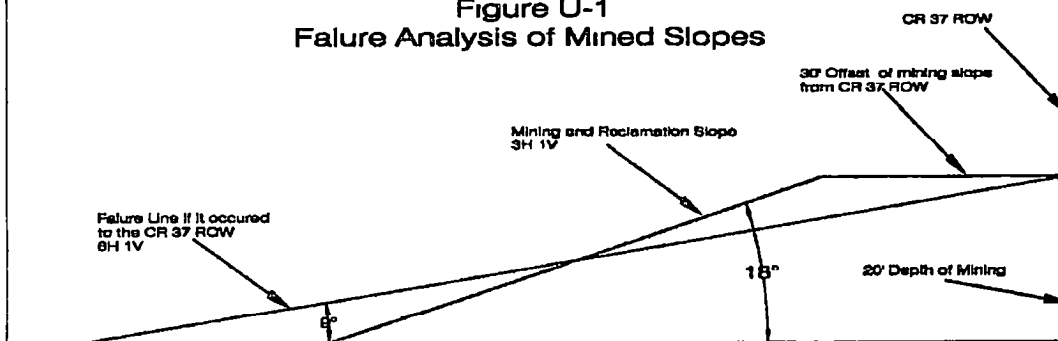 Figure U-1
Falure Analysis of Mined Slopes
CR 37 ROW
30' Offset of mining slope
from CR 37 ROW
Mining and Reclamation Slope
3H 1V
Falure Line If It occured
to the CR 37 ROW
6H 1V
18°
20' Depth of Mining
9°